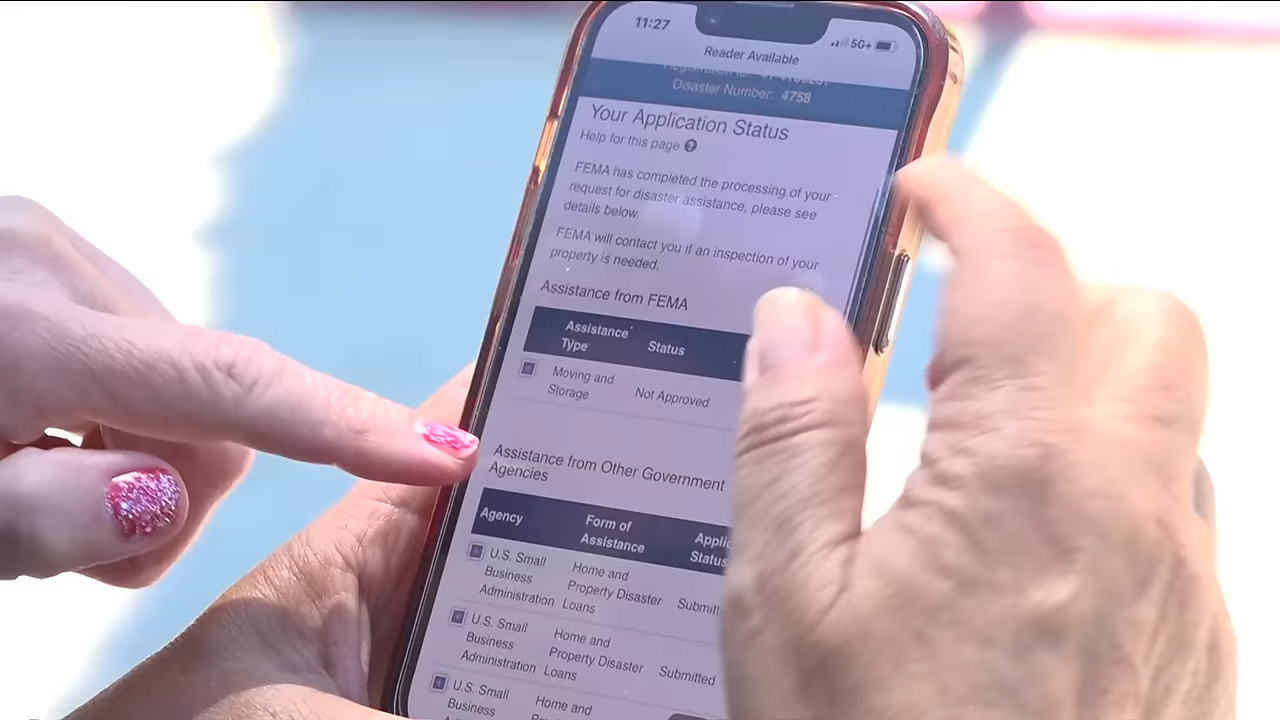 11:27
5G+
Reader Available
Registration ID:
Disaster Number: 4758
Your Application Status
Help for this page ?
FEMA has completed the processing of your
request for disaster assistance, please see
details below.
FEMA will contact you if an inspection of your
property is needed.
Assistance from FEMA
Assistance
Type
Status
Moving and
Storage
Not Approved
Assistance from Other Government
Agencies
Agency
Form of
Assistance
Status
U.S. Small
Business
Administration
Home and
Property Disaster
Loans
U.S. Small
Business
Administration
Home and
Property Disaster
Loans
Submitted
U.S. Small
Business
Home and